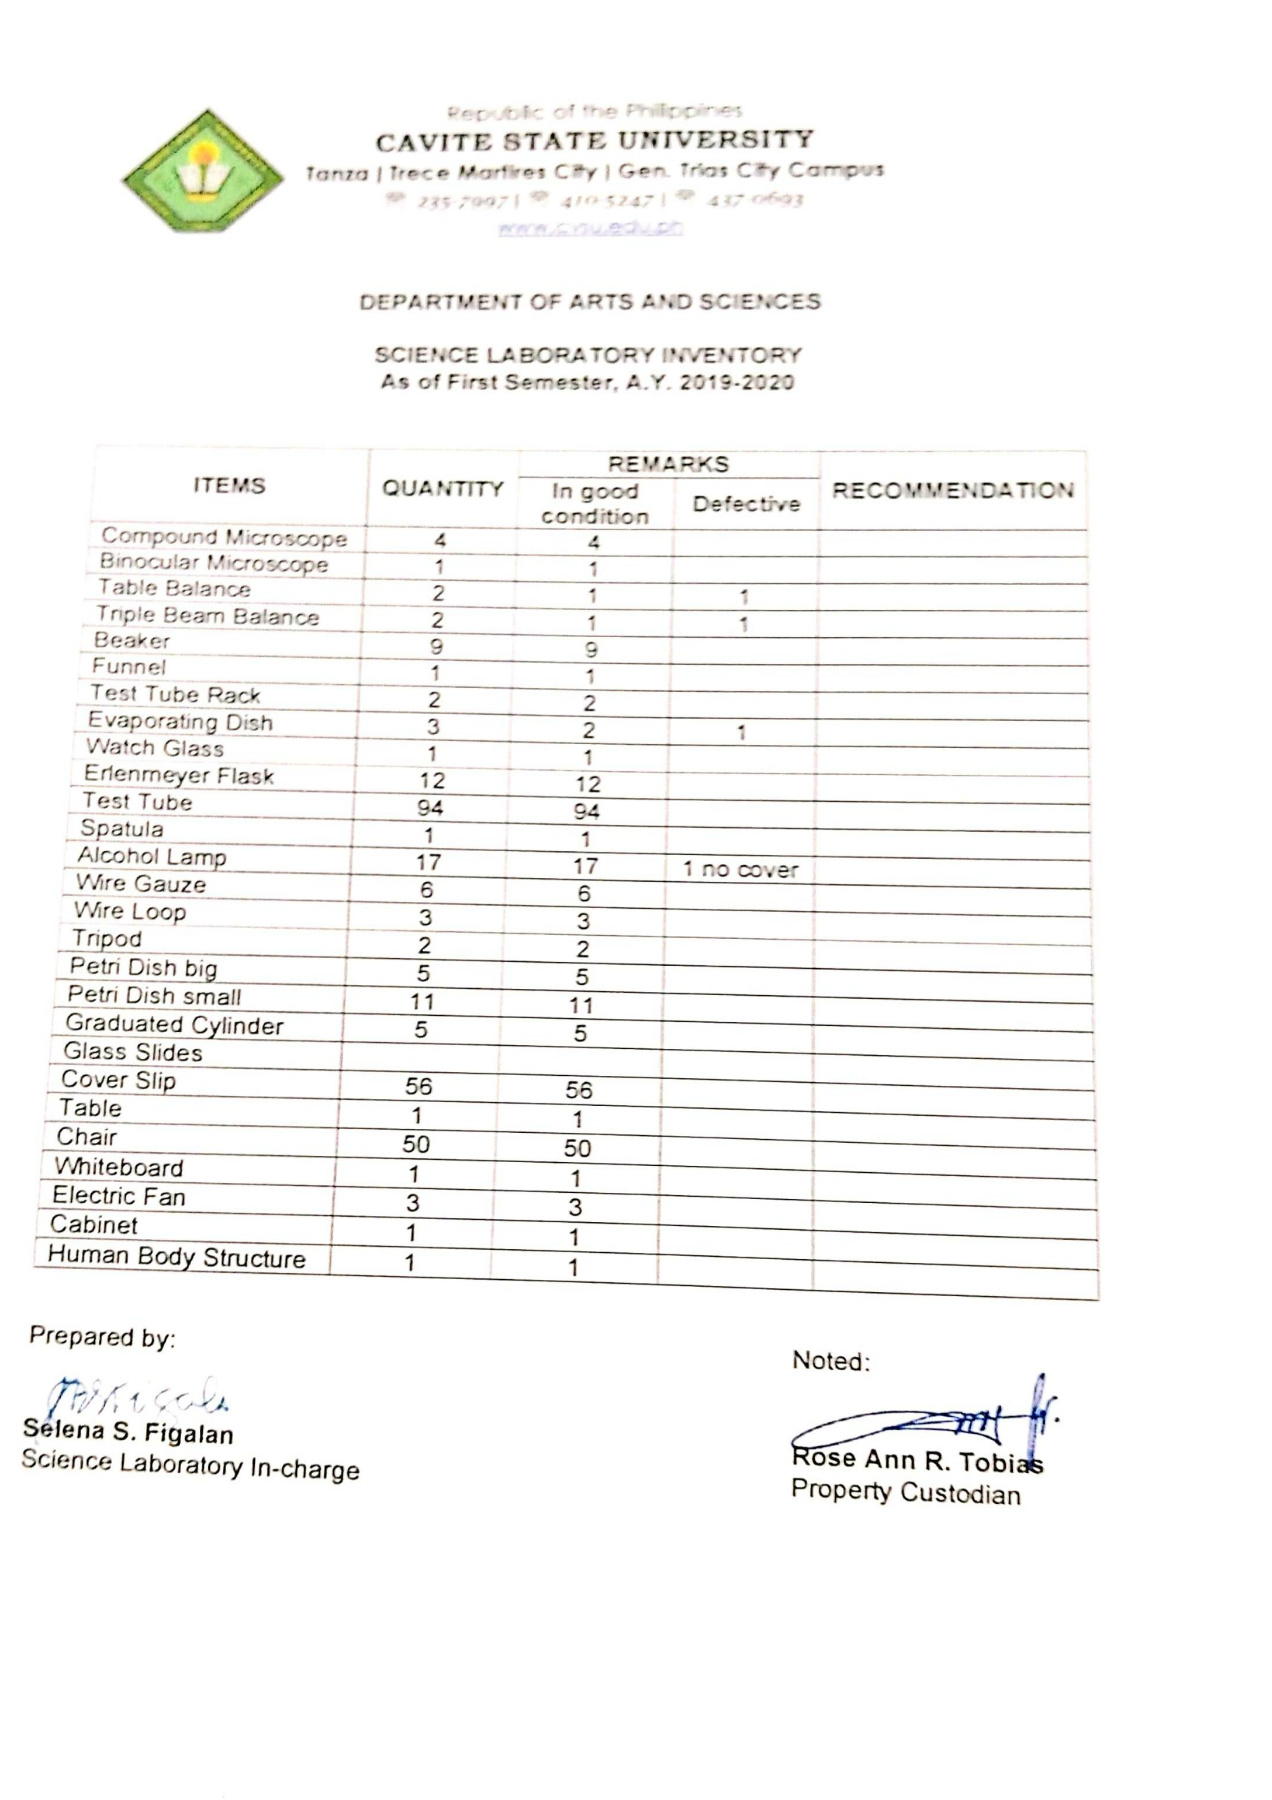 Republic of the Philippines
CAVITE STATE UNIVERSITY
Tanza | Trece Martires City | Gen. Trias City Campus
☎ 235-7997 | ☎ 410-5247 | ☎ 437-0693
www.cvsu.edu.ph
DEPARTMENT OF ARTS AND SCIENCES
SCIENCE LABORATORY INVENTORY
As of First Semester, A.Y. 2019-2020
ITEMS QUANTITY REMARKS RECOMMENDATION
In good condition Defective
Compound Microscope 4 4
Binocular Microscope 1 1
Table Balance 2 1 1
Triple Beam Balance 2 1 1
Beaker 9 9
Funnel 1 1
Test Tube Rack 2 2
Evaporating Dish 3 2 1
Watch Glass 1 1
Erlenmeyer Flask 12 12
Test Tube 94 94
Spatula 1 1
Alcohol Lamp 17 17 1 no cover
Wire Gauze 6 6
Wire Loop 3 3
Tripod 2 2
Petri Dish big 5 5
Petri Dish small 11 11
Graduated Cylinder 5 5
Glass Slides
Cover Slip 56 56
Table 1 1
Chair 50 50
Whiteboard 1 1
Electric Fan 3 3
Cabinet 1 1
Human Body Structure 1 1
Prepared by:
Noted:
Selena S. Figalan
Science Laboratory In-charge
Rose Ann R. Tobias
Property Custodian